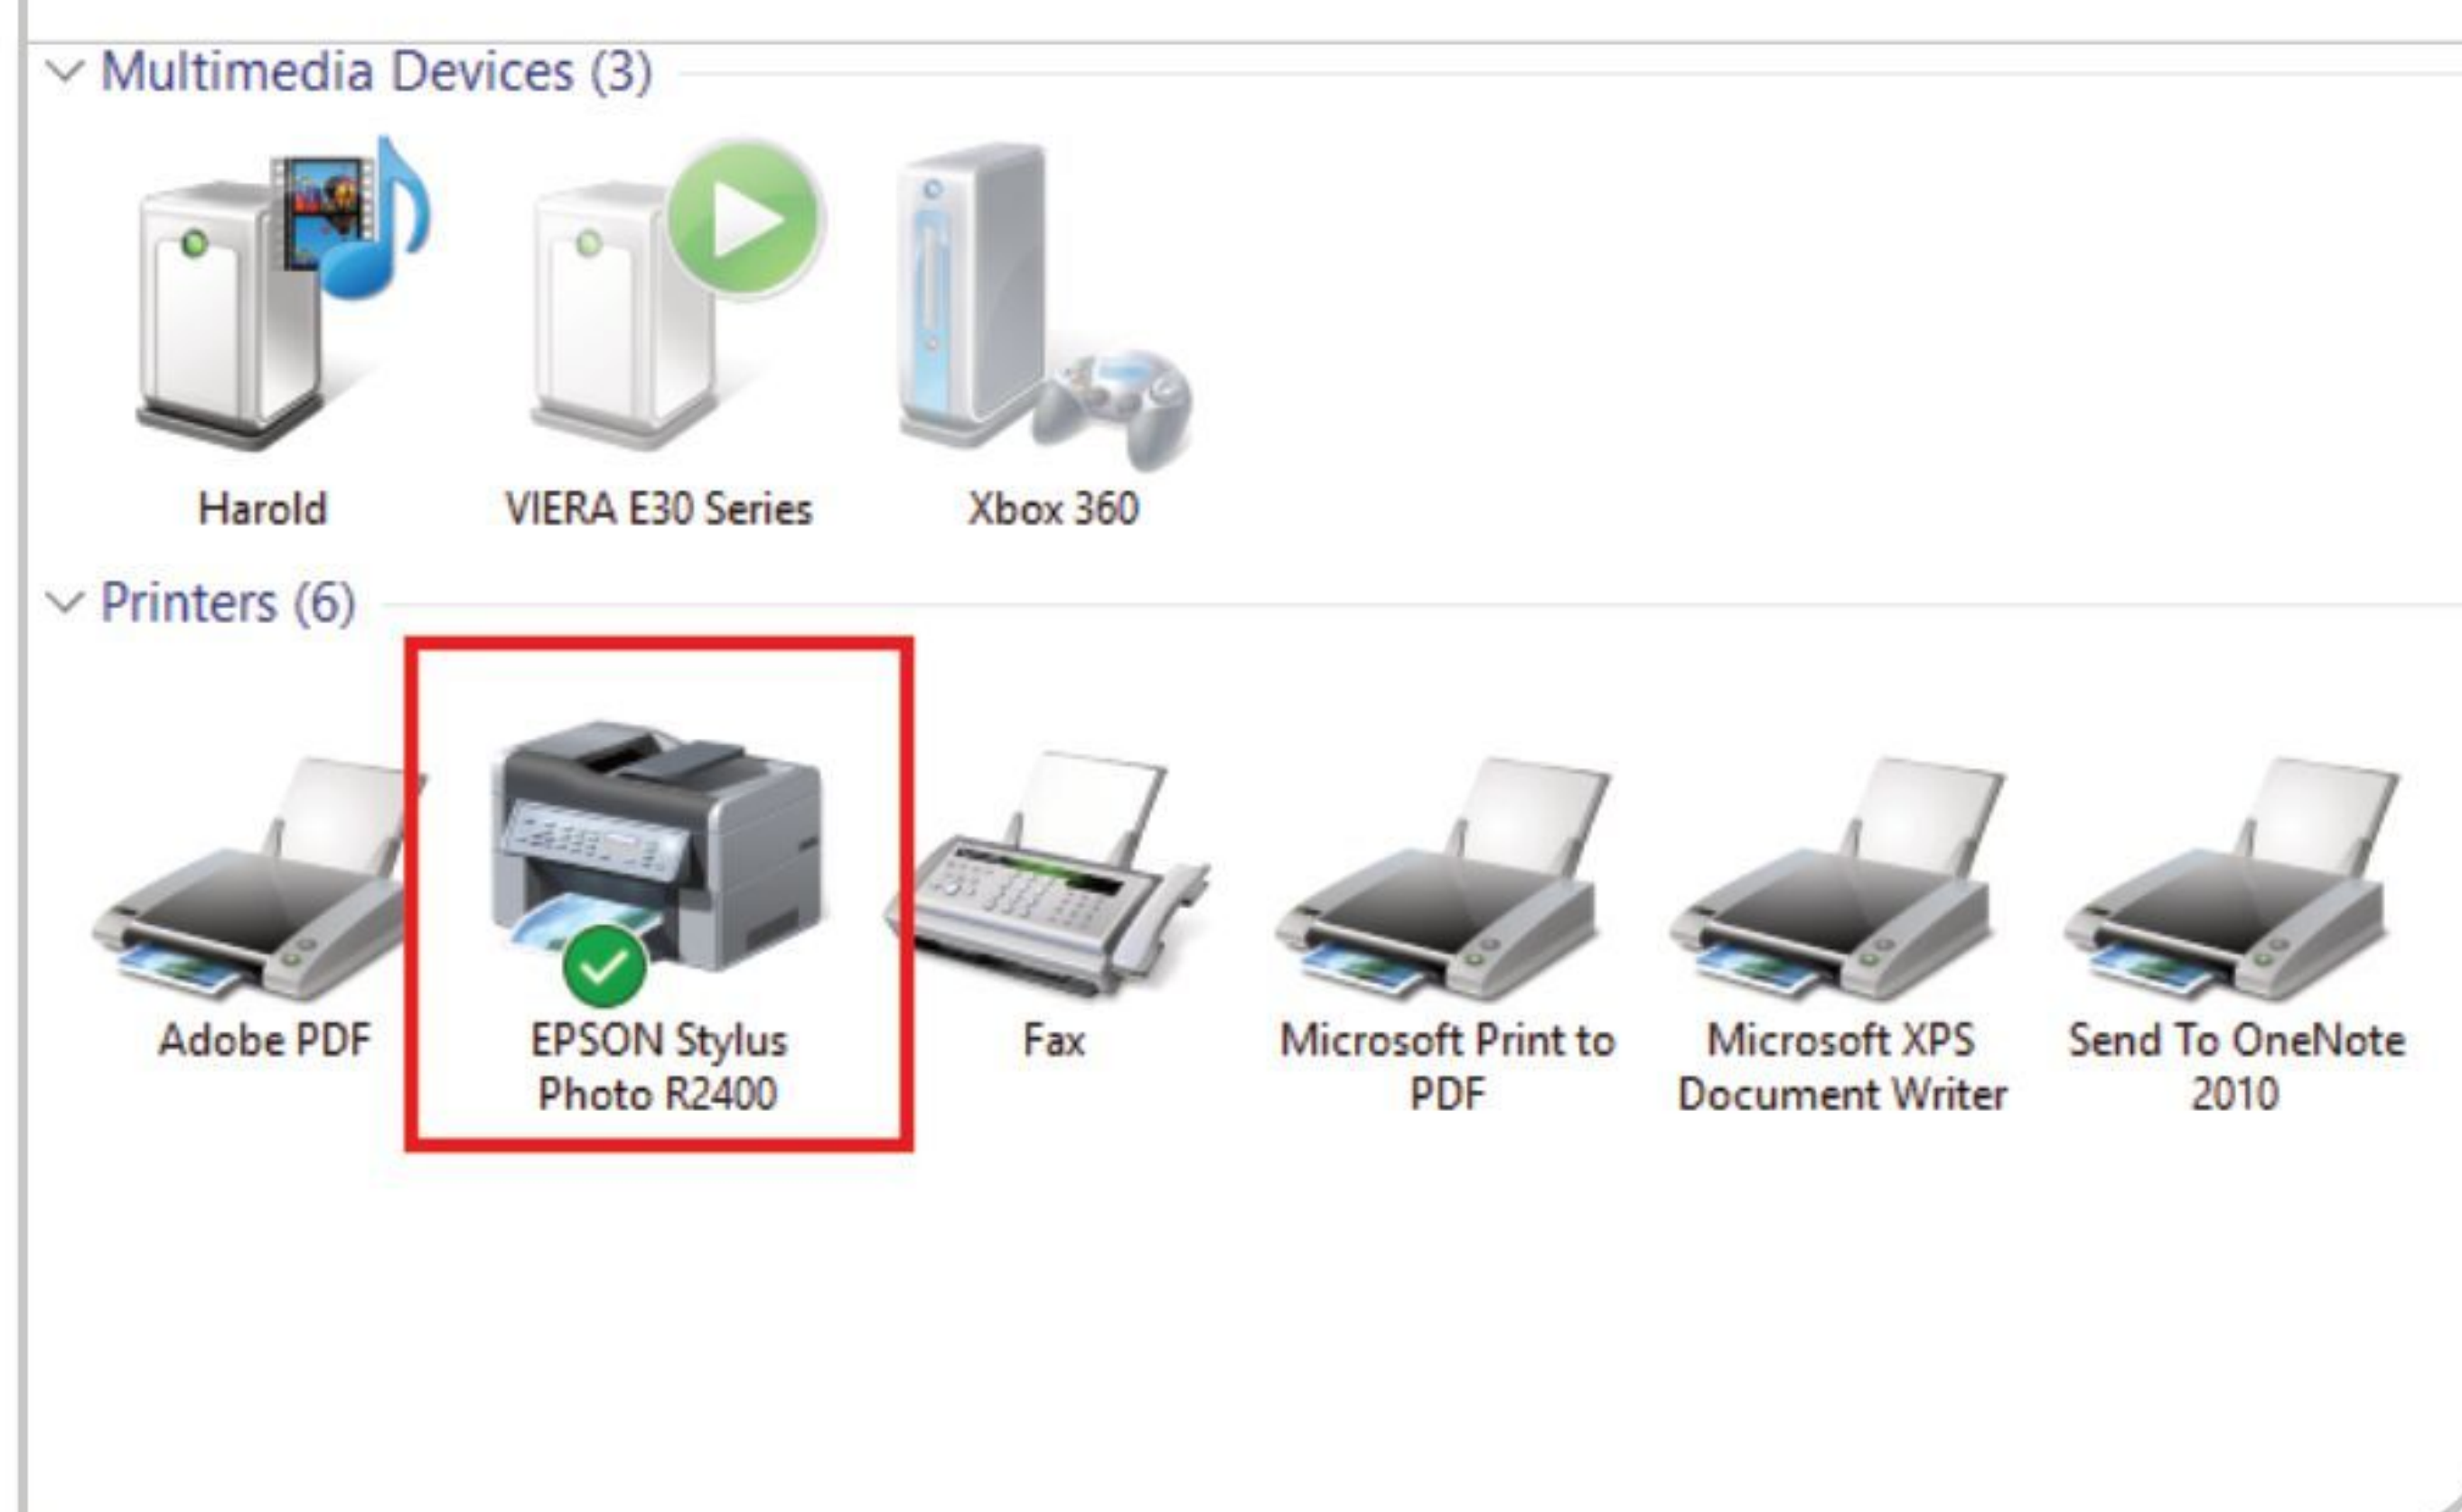 Multimedia Devices (3)
Harold
VIERA E30 Series
Xbox 360
Printers (6)
Adobe PDF
EPSON Stylus
Photo R2400
Fax
Microsoft Print to
PDF
Microsoft XPS
Document Writer
Send To OneNote
2010